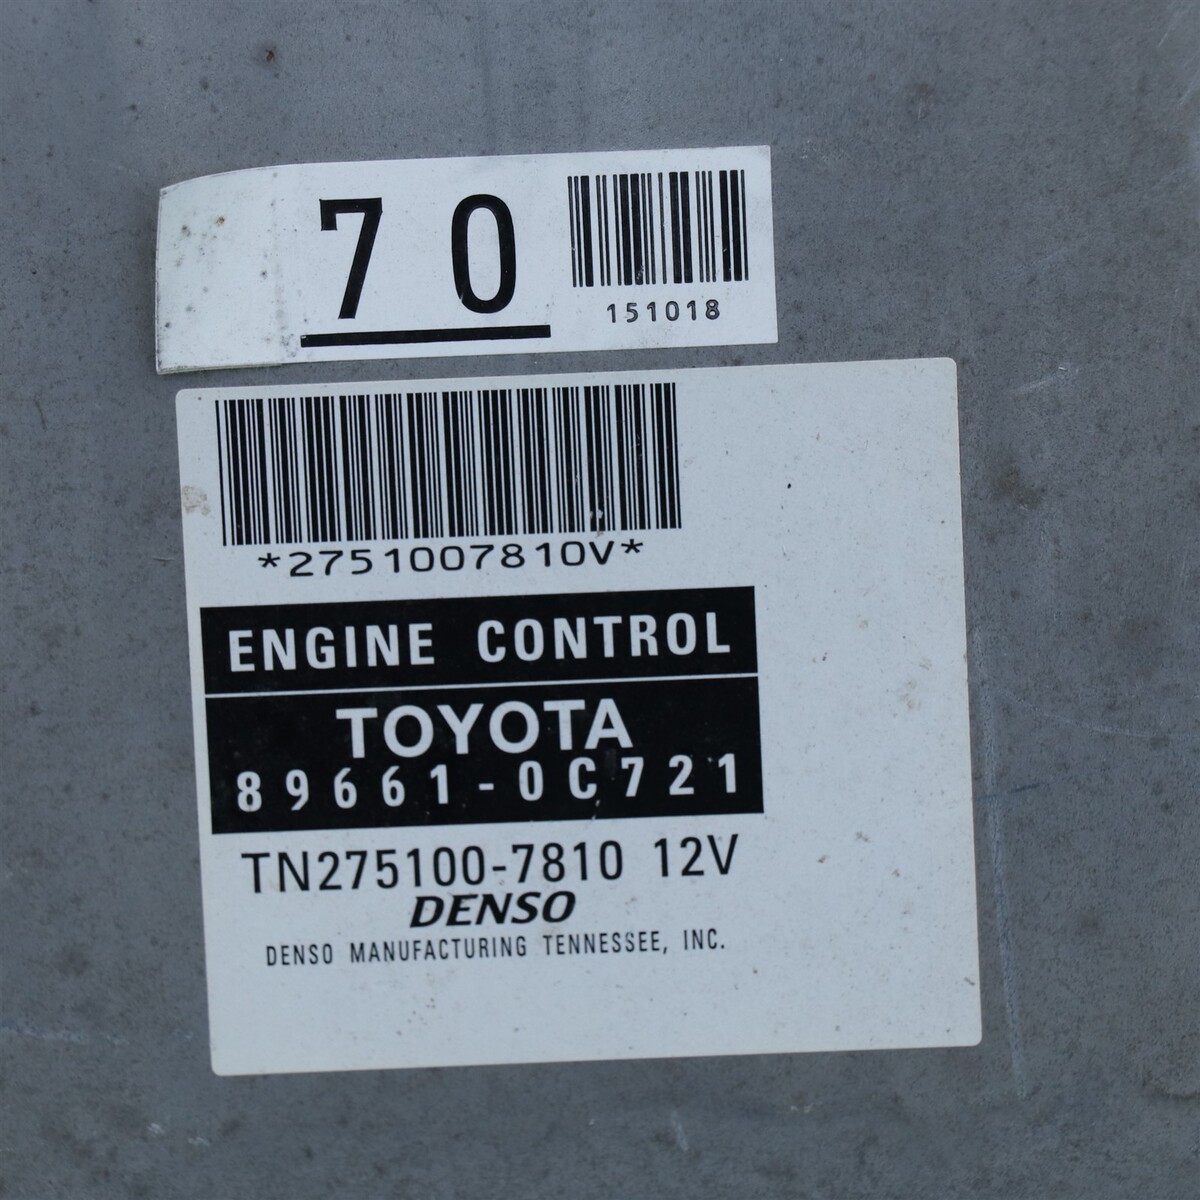 70
151018
*2751007810V*
ENGINE CONTROL
TOYOTA
89661-0C721
TN275100-7810 12V
DENSO
DENSO MANUFACTURING TENNESSEE, INC.